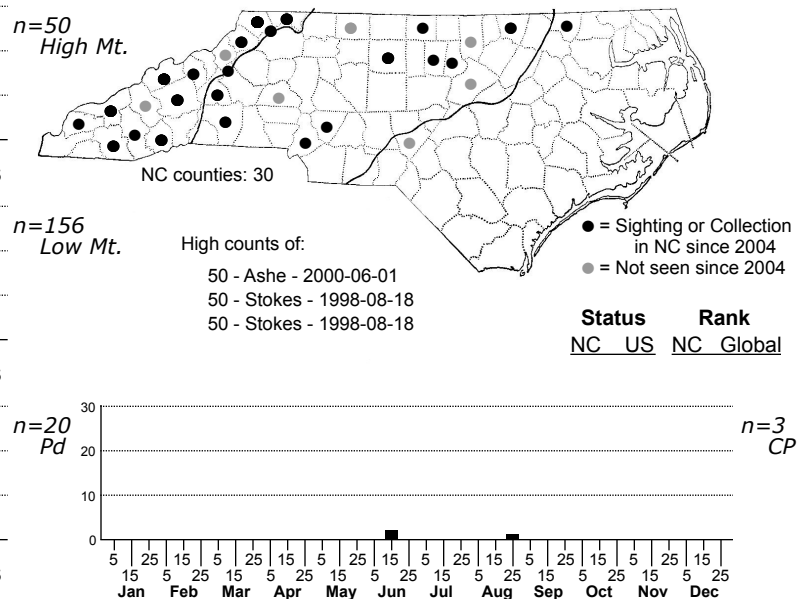 n=50
High Mt.
NC counties: 30
n=156
Low Mt.
High counts of:
50 - Ashe - 2000-06-01
50 - Stokes - 1998-08-18
50 - Stokes - 1998-08-18
= Sighting or Collection
in NC since 2004
= Not seen since 2004
Status Rank
NC US NC Global
n=20
Pd
n=3
CP
30
20
10
0
5 25 15 5 25 15 5 25 15 5 25 15 5 25 15 5 25 15
15 5 25 15 5 25 15 5 25 15 5 25 15 5 25 15 5 25
Jan Feb Mar Apr May Jun Jul Aug Sep Oct Nov Dec